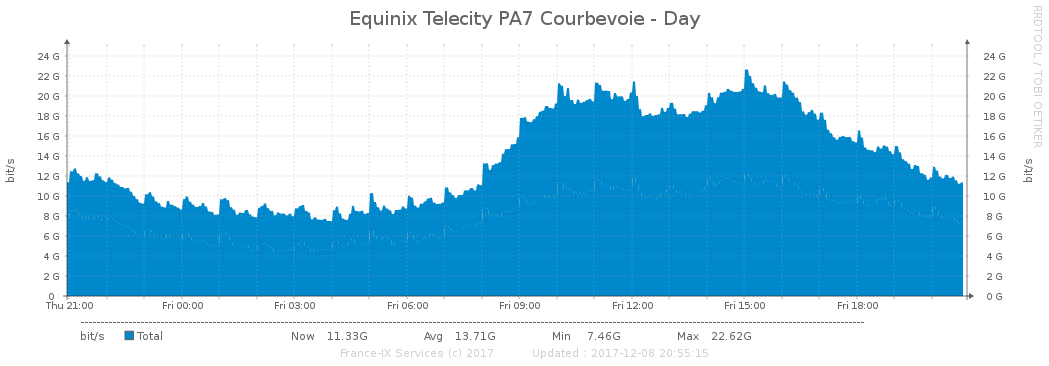 Equinix Telecity PA7 Courbevoie - Day
RRDTOOL / TOBI OETIKER
24 G 24 G
22 G 22 G
20 G 20 G
18 G 18 G
16 G 16 G
14 G 14 G
12 G 12 G
10 G 10 G
8 G 8 G
6 G 6 G
4 G 4 G
2 G 2 G
0 0 G
bit/s
bit/s
Thu 21:00 Fri 00:00 Fri 03:00 Fri 06:00 Fri 09:00 Fri 12:00 Fri 15:00 Fri 18:00
bit/s Total Now 11.33G Avg 13.71G Min 7.46G Max 22.62G
France-IX Services (c) 2017 Updated : 2017-12-08 20:55:15